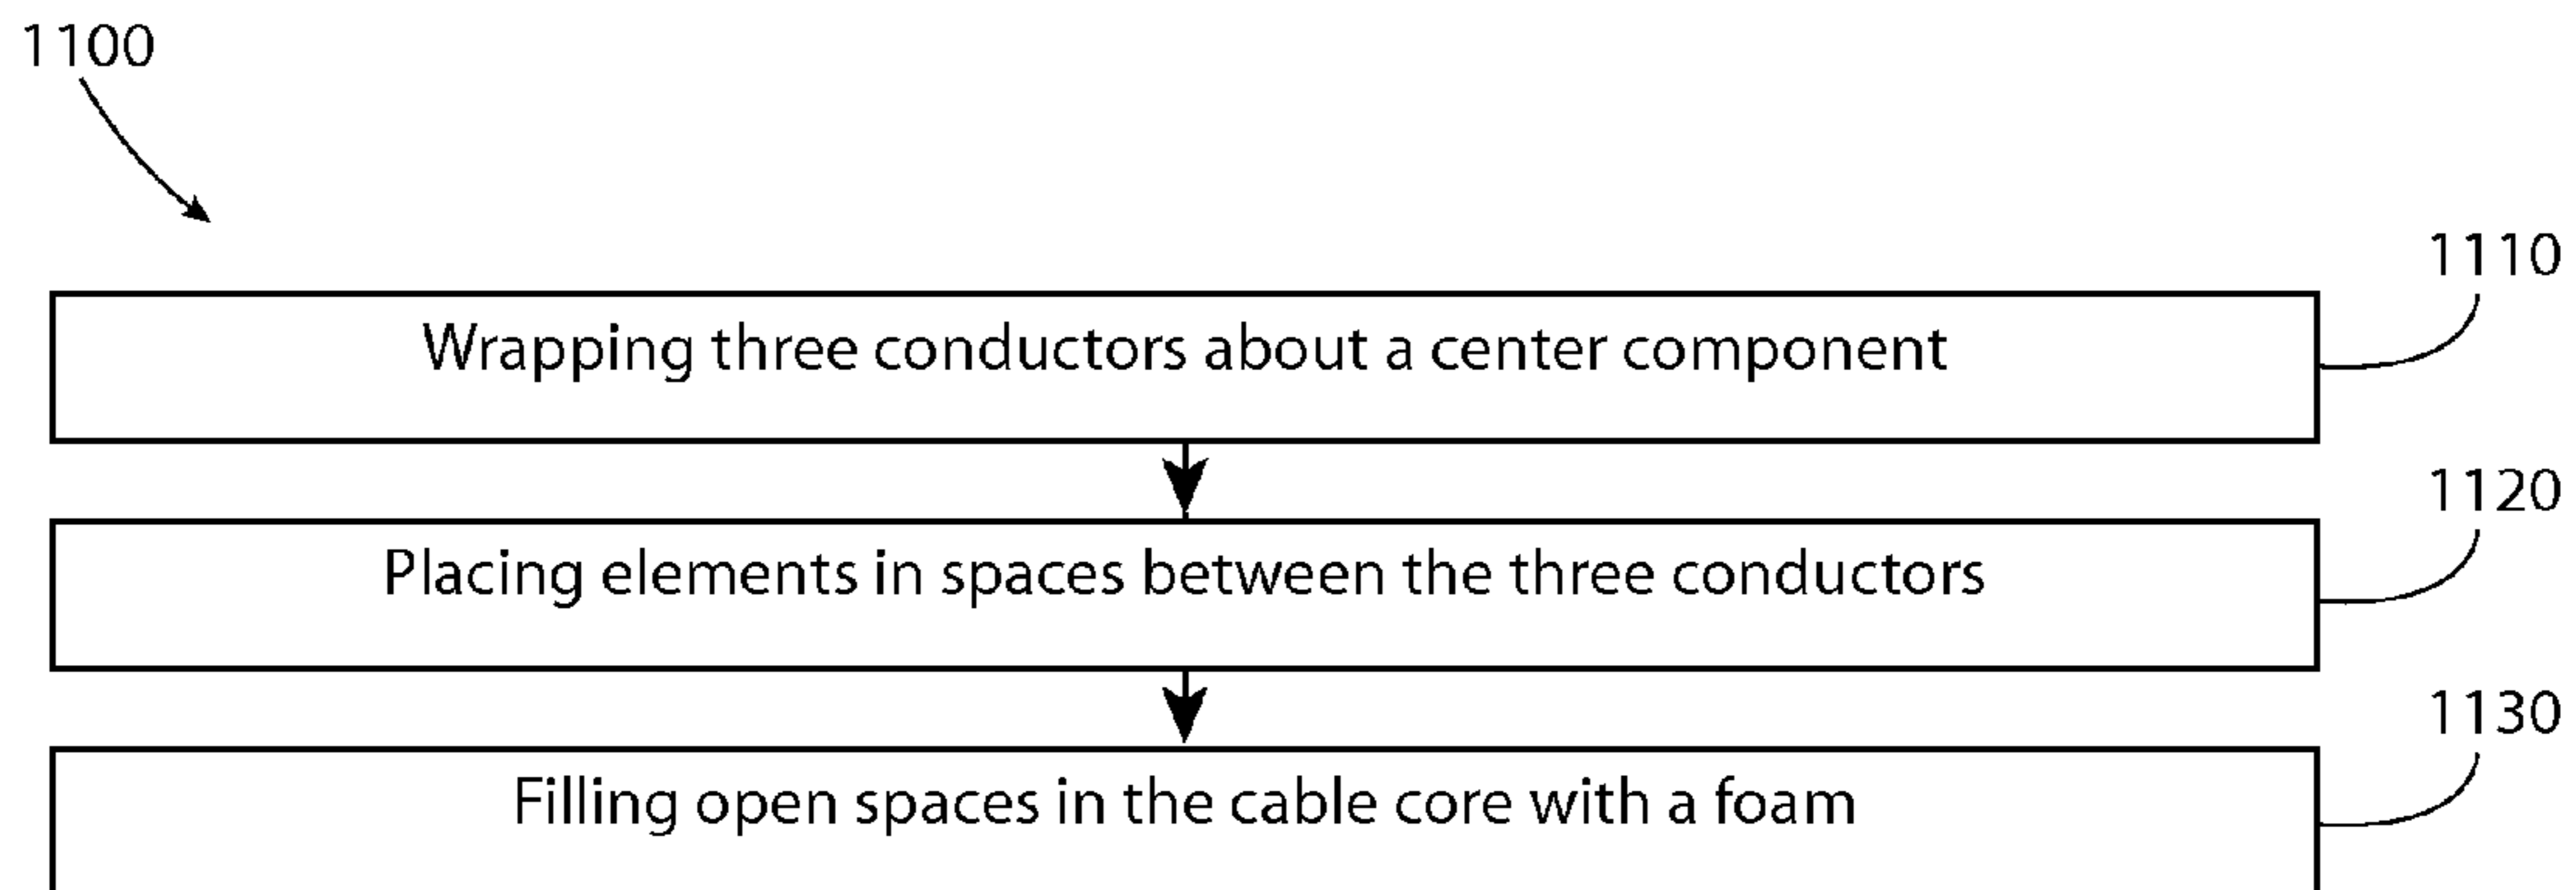 1100
1110
Wrapping three conductors about a center component
1120
Placing elements in spaces between the three conductors
1130
Filling open spaces in the cable core with a foam